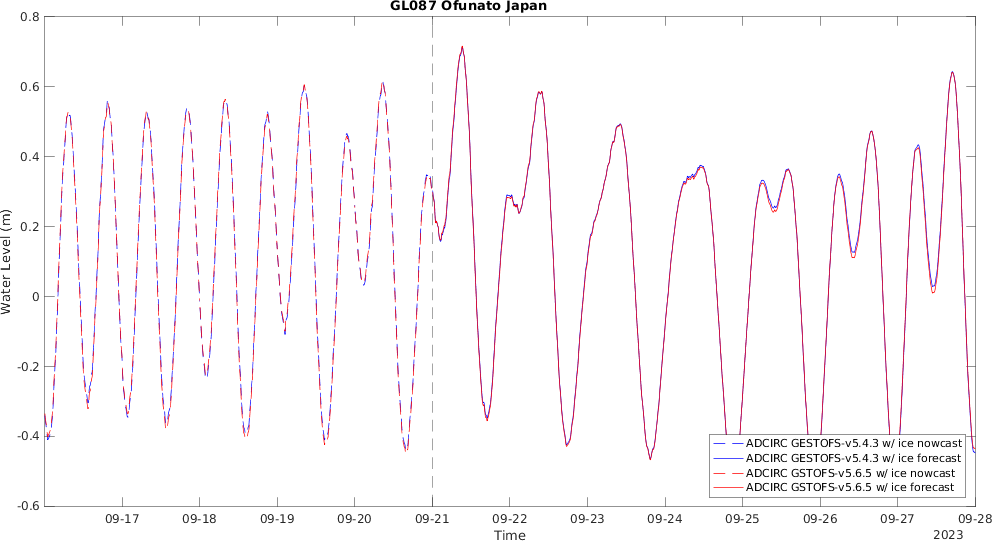 GL087 Ofunato Japan
0.8
0.6
0.4
0.2
0
-0.2
-0.4
-0.6
Water Level (m)
ADCIRC GESTOFS-v5.4.3 w/ ice nowcast
ADCIRC GESTOFS-v5.4.3 w/ ice forecast
ADCIRC GSTOFS-v5.6.5 w/ ice nowcast
ADCIRC GSTOFS-v5.6.5 w/ ice forecast
09-17 09-18 09-19 09-20 09-21 09-22 09-23 09-24 09-25 09-26 09-27 09-28
Time
2023